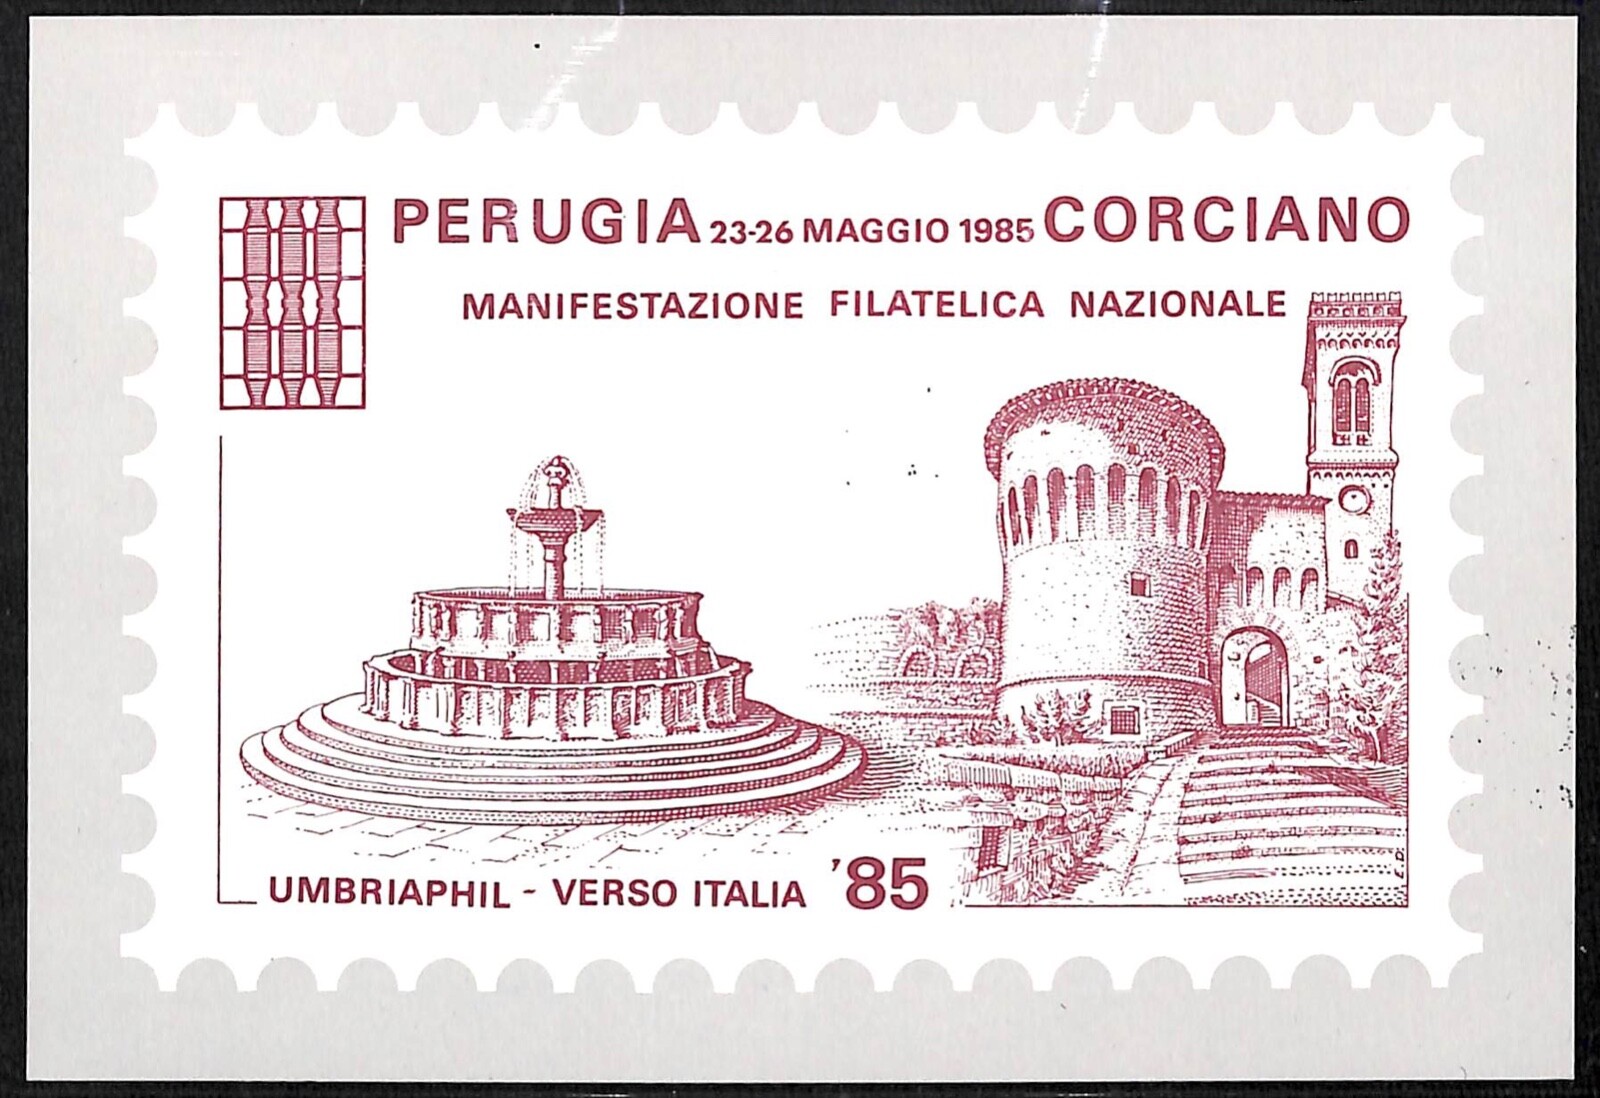 PERUGIA 23-26 MAGGIO 1985 CORCIANO
MANIFESTAZIONE FILATELICA NAZIONALE
UMBRIAPHIL - VERSO ITALIA '85
E.D.